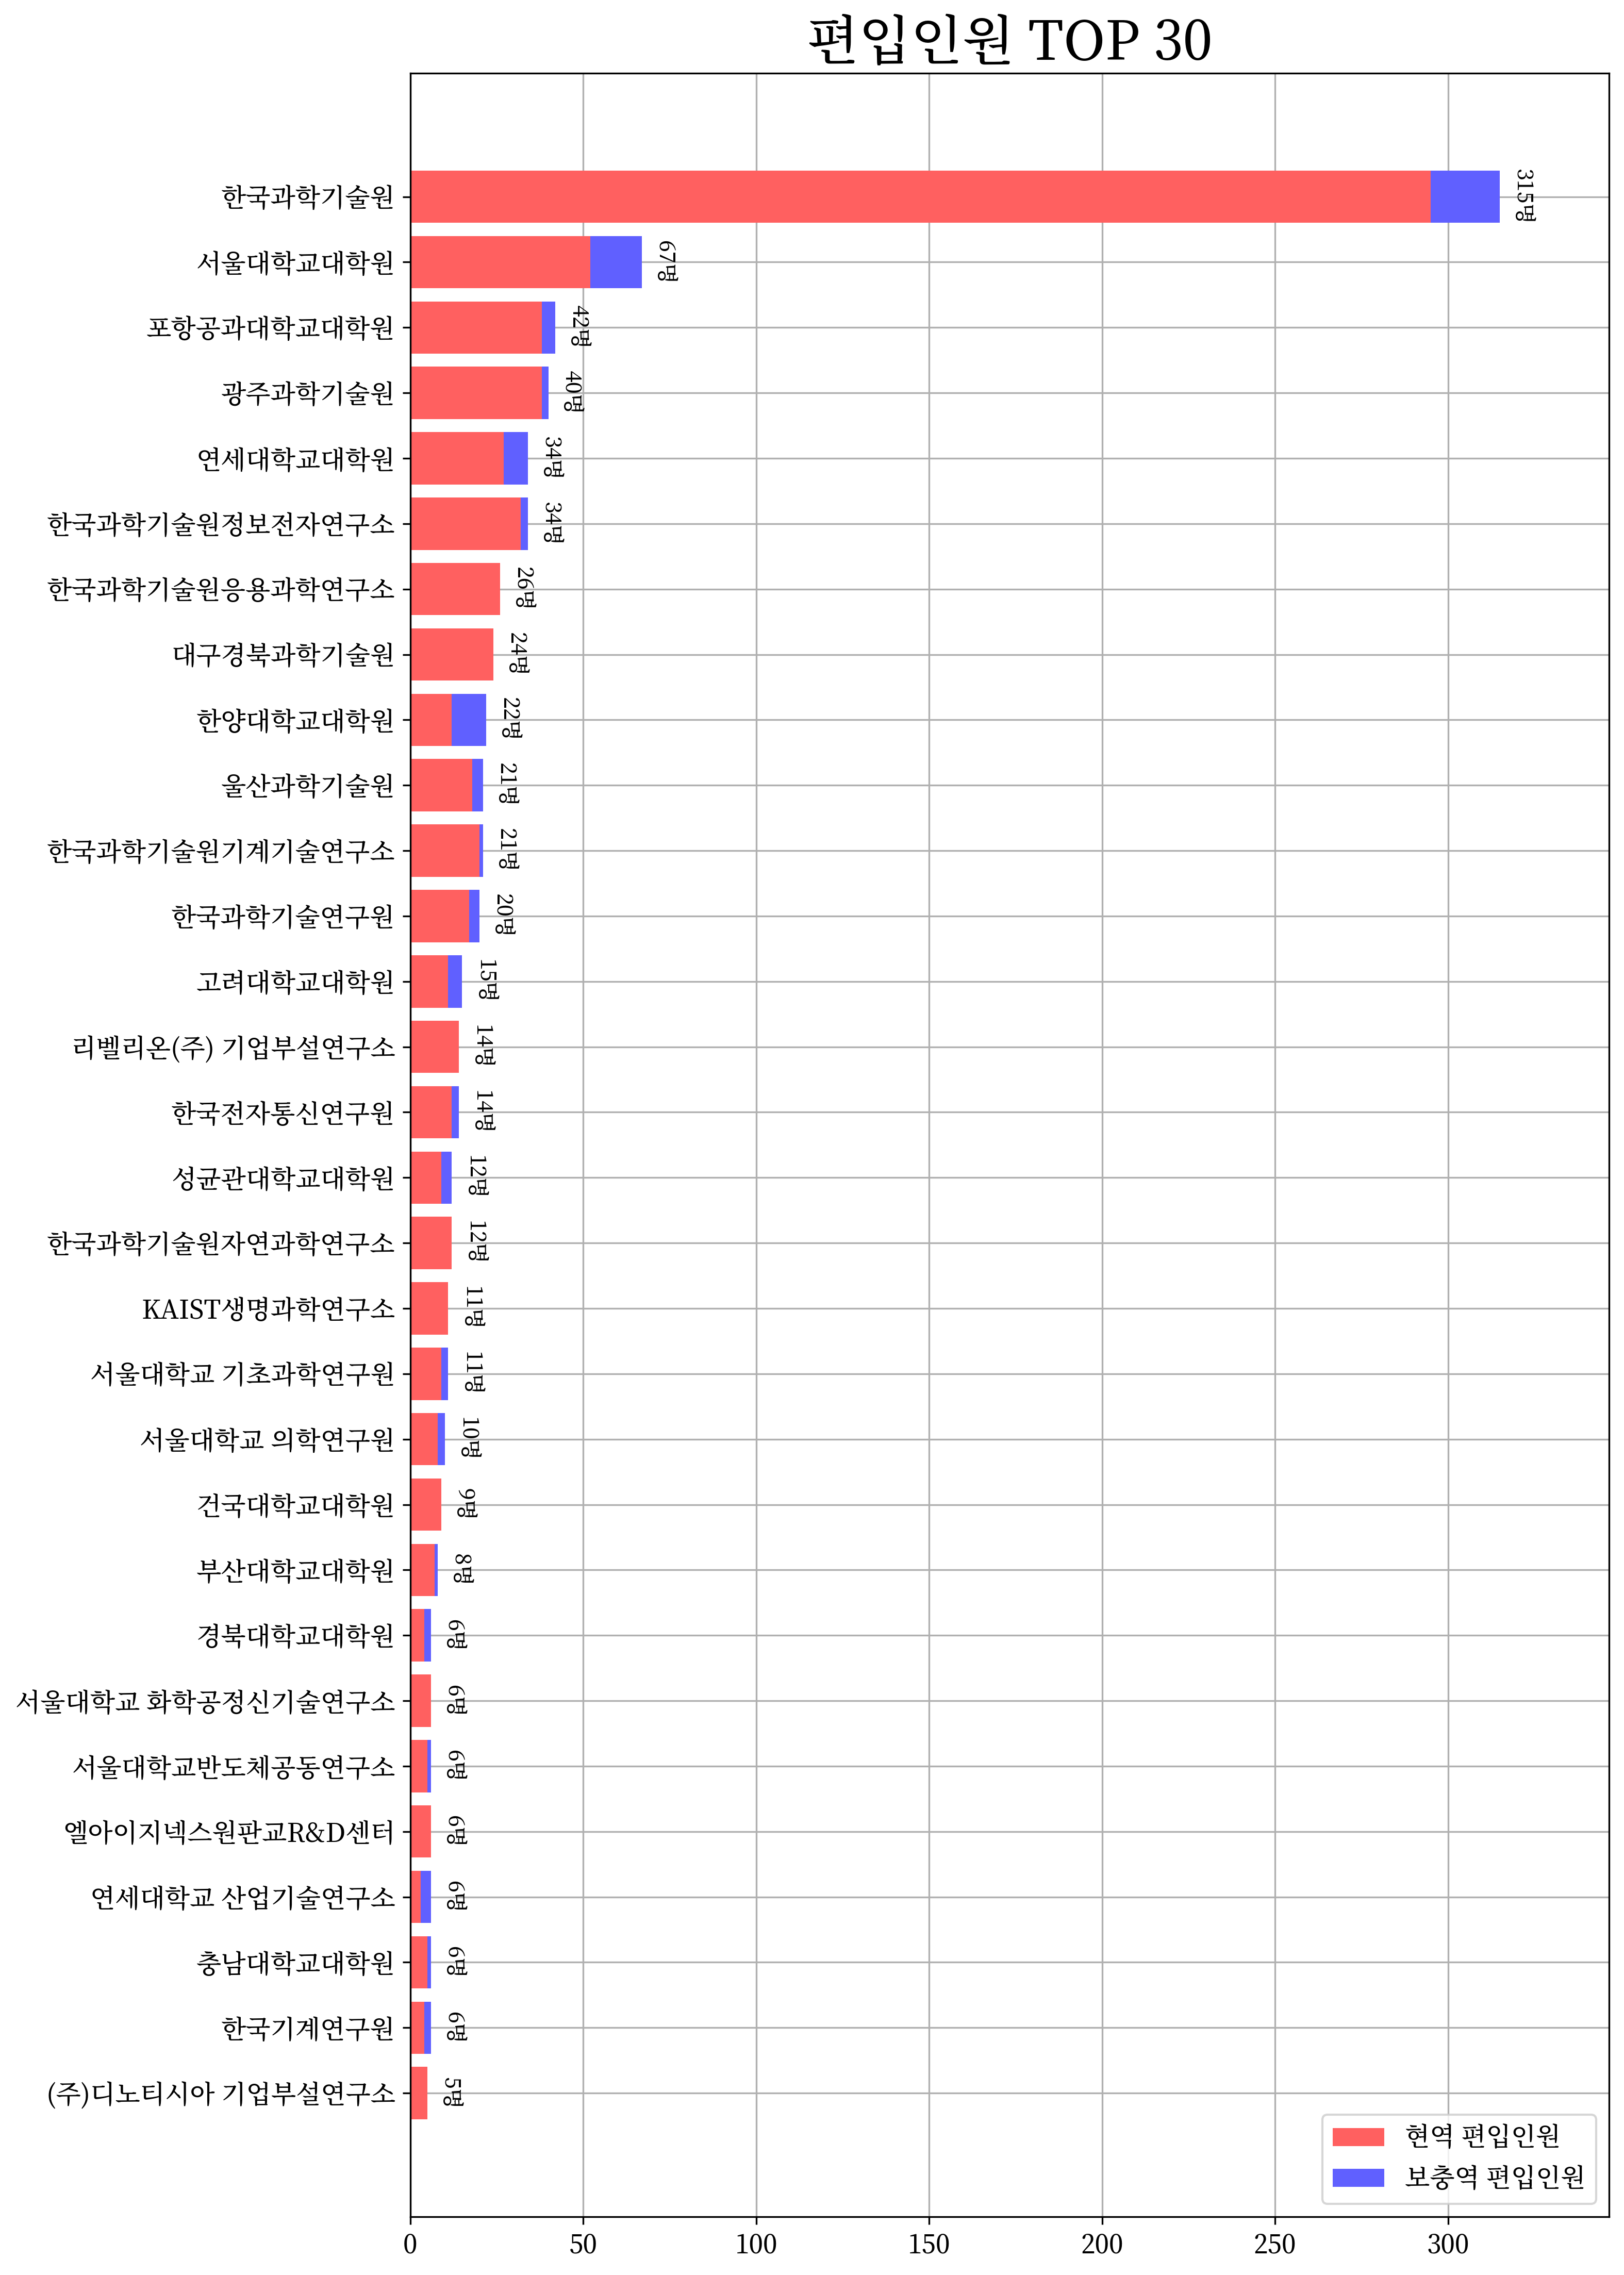 편입인원 TOP 30
한국과학기술원 315명
서울대학교대학원 67명
포항공과대학교대학원 42명
광주과학기술원 40명
연세대학교대학원 34명
한국과학기술원정보전자연구소 34명
한국과학기술원응용과학연구소 26명
대구경북과학기술원 24명
한양대학교대학원 22명
울산과학기술원 21명
한국과학기술원기계기술연구소 21명
한국과학기술연구원 20명
고려대학교대학원 15명
리벨리온(주) 기업부설연구소 14명
한국전자통신연구원 14명
성균관대학교대학원 12명
한국과학기술원자연과학연구소 12명
KAIST생명과학연구소 11명
서울대학교 기초과학연구원 11명
서울대학교 의학연구원 10명
건국대학교대학원 9명
부산대학교대학원 8명
경북대학교대학원 6명
서울대학교 화학공정신기술연구소 6명
서울대학교반도체공동연구소 6명
엘아이지넥스원판교R&D센터 6명
연세대학교 산업기술연구소 6명
충남대학교대학원 6명
한국기계연구원 6명
(주)디노티시아 기업부설연구소 5명
현역 편입인원
보충역 편입인원
0 50 100 150 200 250 300